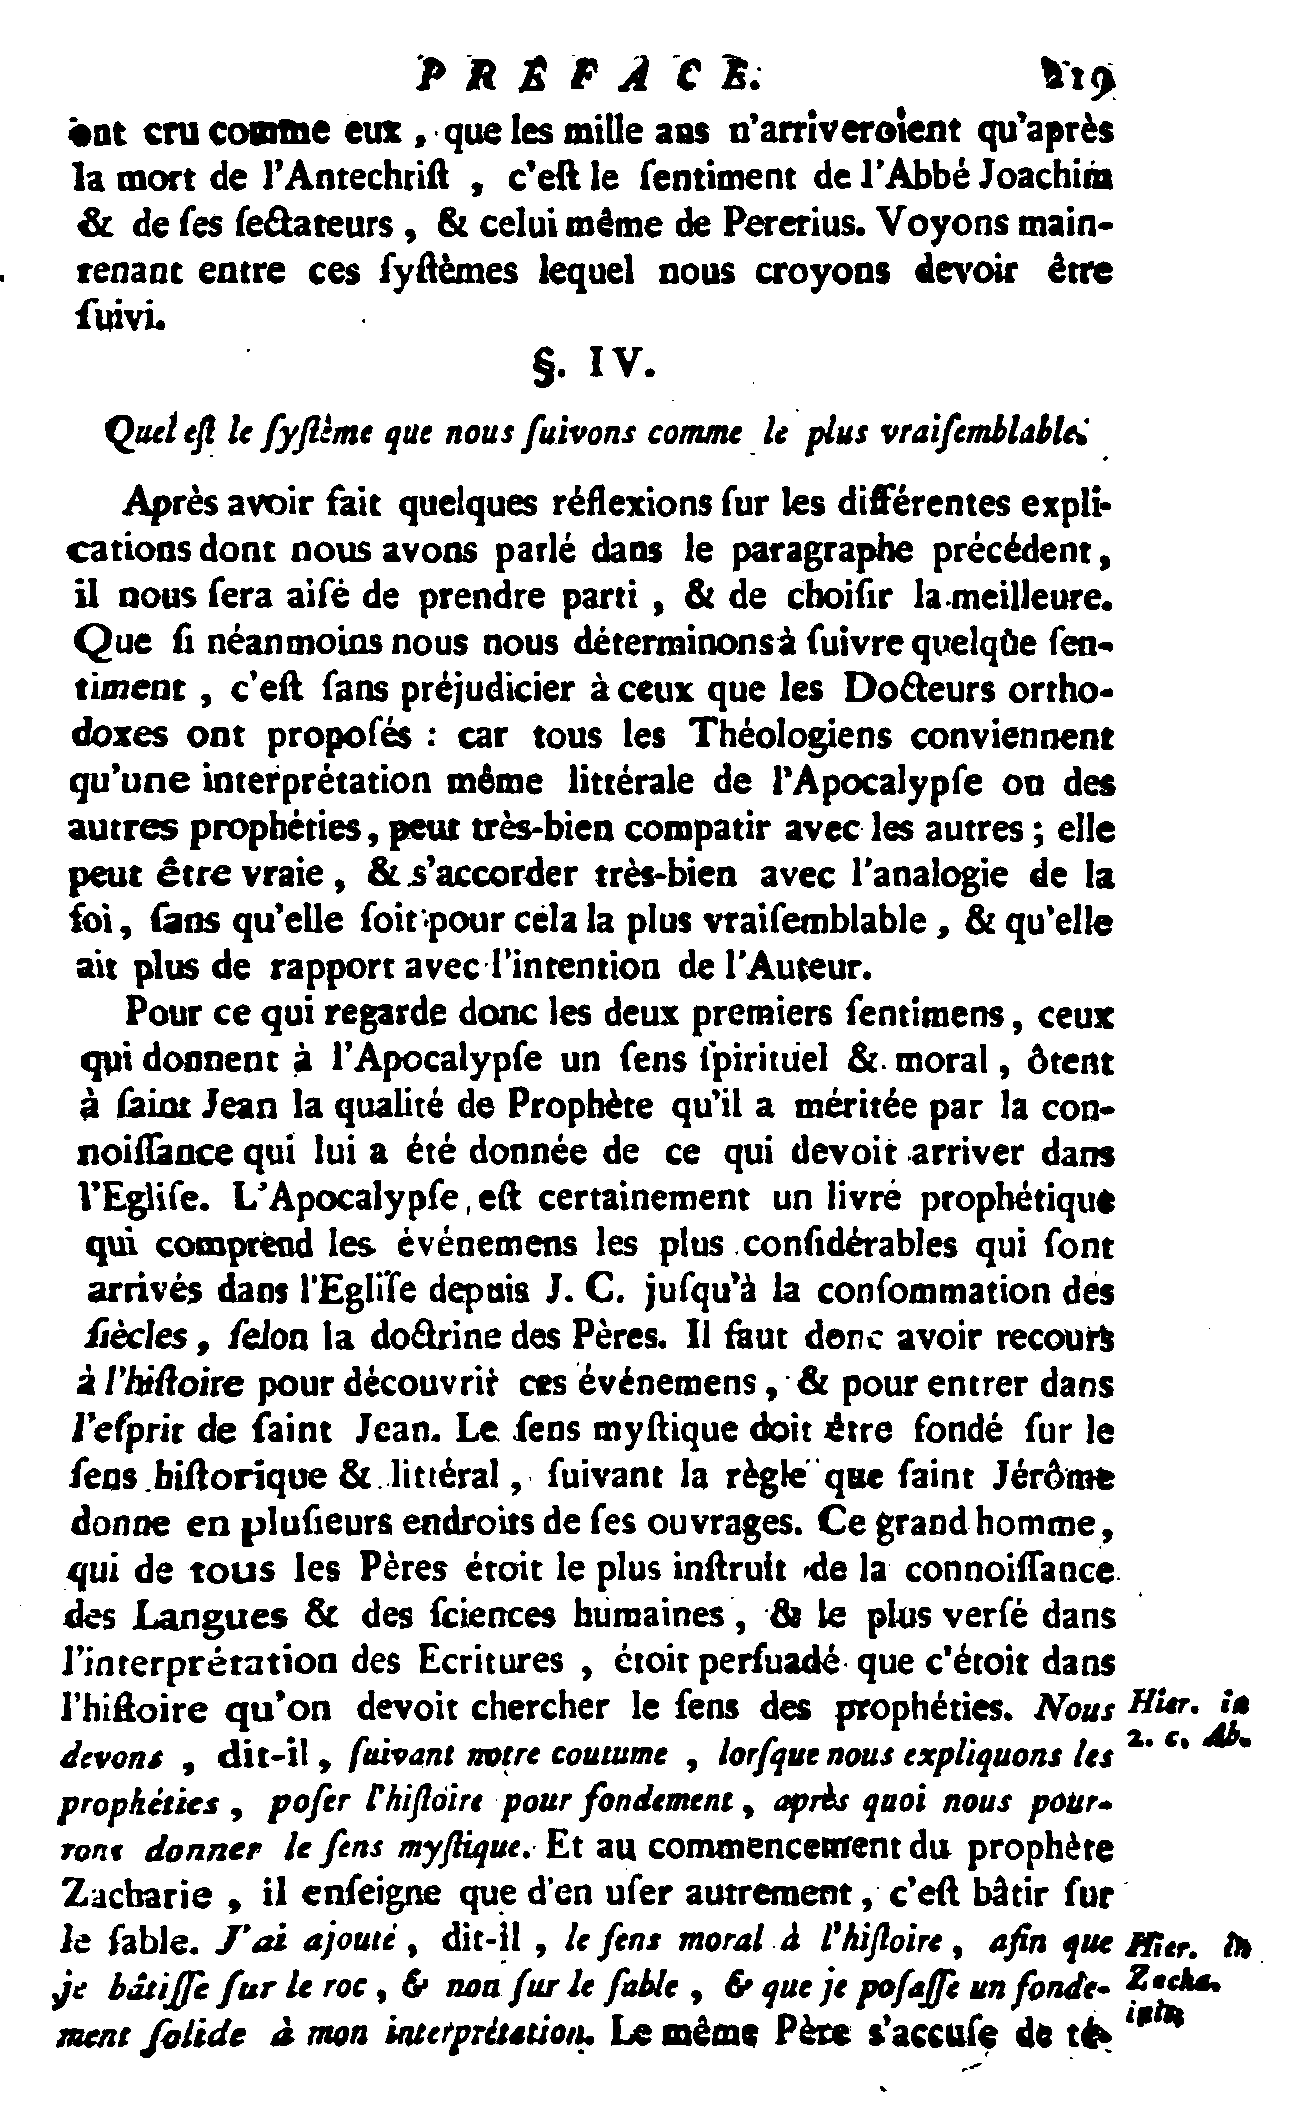 PRÉFACE. 219
ont cru comme eux, que les mille ans n'arriveroient qu'après
la mort de l'Antechriſt, c'eſt le ſentiment de l'Abbé Joachim
& de ſes ſectateurs, & celui même de Pererius. Voyons main-
tenant entre ces ſyſtèmes lequel nous croyons devoir être
ſuivi.
§. IV.
Quel eſt le ſyſtème que nous ſuivons comme le plus vraiſemblable.
Après avoir fait quelques réflexions ſur les différentes expli-
cations dont nous avons parlé dans le paragraphe précédent,
il nous ſera aiſé de prendre parti, & de choiſir la meilleure.
Que ſi néanmoins nous nous déterminons à ſuivre quelque ſen-
timent, c'eſt ſans préjudicier à ceux que les Docteurs ortho-
doxes ont propoſés : car tous les Théologiens conviennent
qu'une interprétation même littérale de l'Apocalypſe ou des
autres prophéties, peut très-bien compatir avec les autres ; elle
peut être vraie, & s'accorder très-bien avec l'analogie de la
foi, ſans qu'elle ſoit pour cela la plus vraiſemblable, & qu'elle
ait plus de rapport avec l'intention de l'Auteur.
Pour ce qui regarde donc les deux premiers ſentimens, ceux
qui donnent à l'Apocalypſe un ſens ſpirituel & moral, ôtent
à ſaint Jean la qualité de Prophète qu'il a méritée par la con-
noiſſance qui lui a été donnée de ce qui devoit arriver dans
l'Egliſe. L'Apocalypſe eſt certainement un livre prophétique
qui comprend les événemens les plus conſidérables qui ſont
arrivés dans l'Egliſe depuis J. C. juſqu'à la conſommation des
ſiècles, ſelon la doctrine des Pères. Il faut donc avoir recours
à l'hiſtoire pour découvrir ces événemens, & pour entrer dans
l'eſprit de ſaint Jean. Le ſens myſtique doit être fondé ſur le
ſens hiſtorique & littéral, ſuivant la règle que ſaint Jérôme
donne en pluſieurs endroits de ſes ouvrages. Ce grand homme,
qui de tous les Pères étoit le plus inſtruit de la connoiſſance
des Langues & des ſciences humaines, & le plus verſé dans
l'interprétation des Ecritures, étoit perſuadé que c'étoit dans
l'hiſtoire qu'on devoit chercher le ſens des prophéties. Nous Hier. in
devons, dit-il, ſuivant notre coutume, lorſque nous expliquons les 2. c. Ab.
prophéties, poſer l'hiſtoire pour fondement, après quoi nous pour-
rons donner le ſens myſtique. Et au commencement du prophète
Zacharie, il enſeigne que d'en uſer autrement, c'eſt bâtir ſur
le ſable. J'ai ajouté, dit-il, le ſens moral à l'hiſtoire, afin que Hier. in
je bâtiſſe ſur le roc, & non ſur le ſable, & que je poſaſſe un fonde- Zacha.
ment ſolide à mon interprétation. Le même Père s'accuſe de té- init.